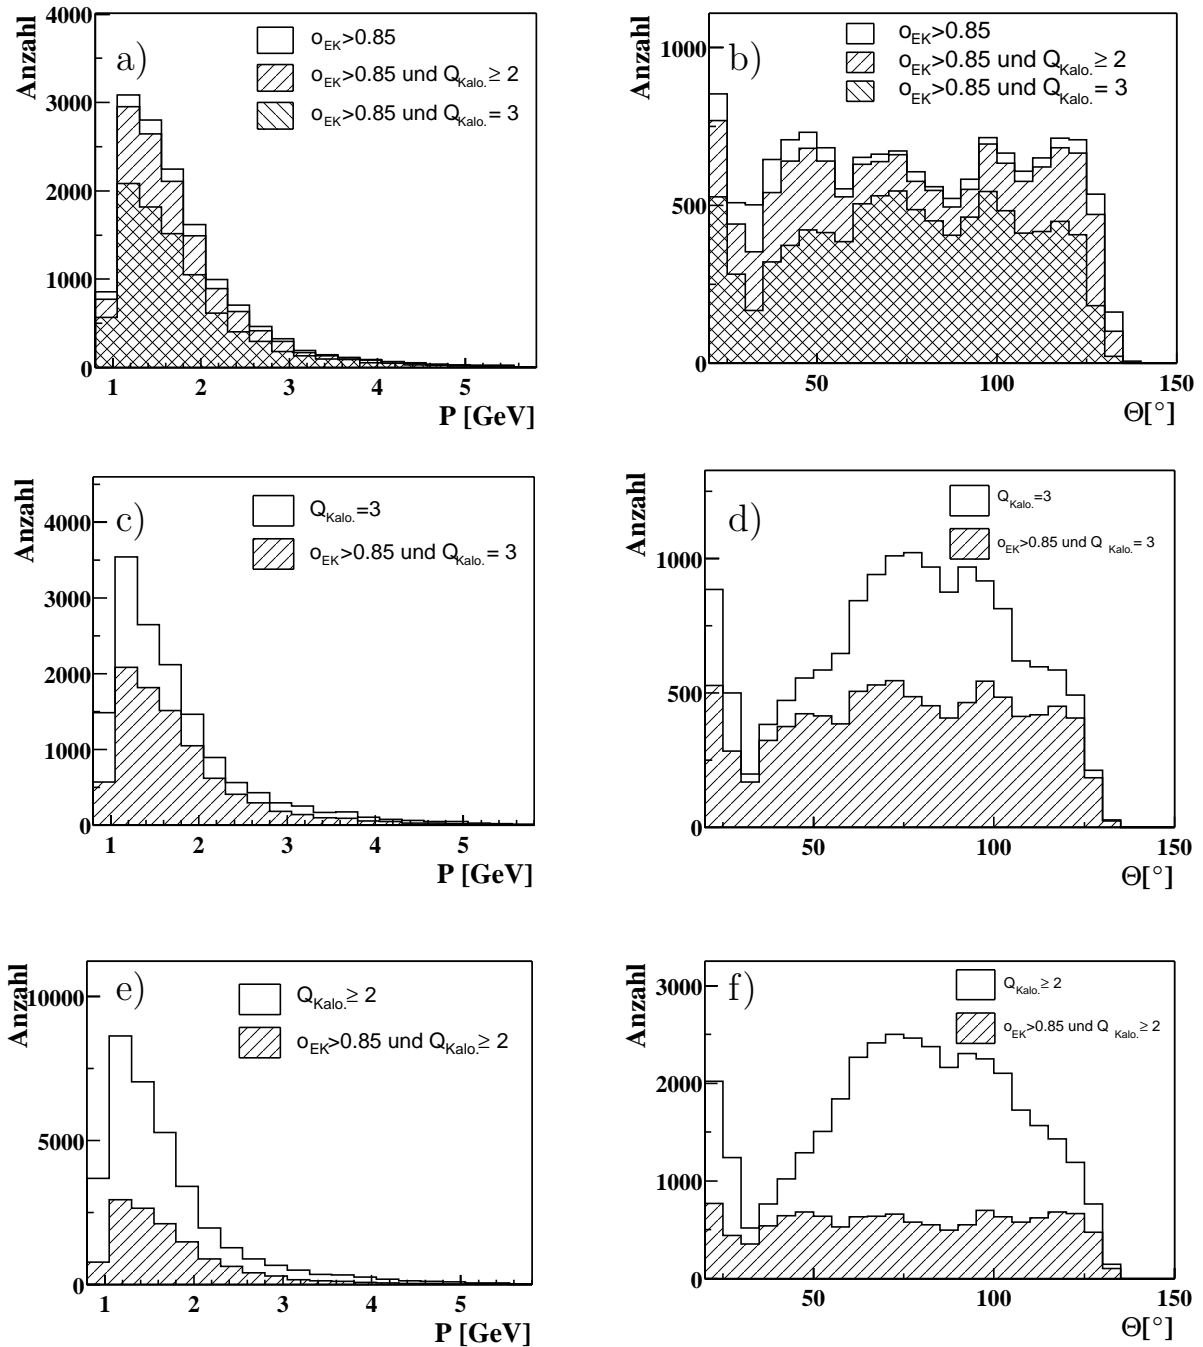 a)
Anzahl
4000
3000
2000
1000
0
o_EK>0.85
o_EK>0.85 und Q_Kalo.≥ 2
o_EK>0.85 und Q_Kalo.= 3
1 2 3 4 5
P [GeV]
b)
Anzahl
1000
500
0
o_EK>0.85
o_EK>0.85 und Q_Kalo.≥ 2
o_EK>0.85 und Q_Kalo.= 3
50 100 150
Θ[°]
c)
Anzahl
4000
3000
2000
1000
0
Q_Kalo.=3
o_EK>0.85 und Q_Kalo.= 3
1 2 3 4 5
P [GeV]
d)
Anzahl
1000
500
0
Q_Kalo.=3
o_EK>0.85 und Q_Kalo.= 3
50 100 150
Θ[°]
e)
Anzahl
10000
5000
0
Q_Kalo.≥ 2
o_EK>0.85 und Q_Kalo.≥ 2
1 2 3 4 5
P [GeV]
f)
Anzahl
3000
2000
1000
0
Q_Kalo.≥ 2
o_EK>0.85 und Q_Kalo.≥ 2
50 100 150
Θ[°]